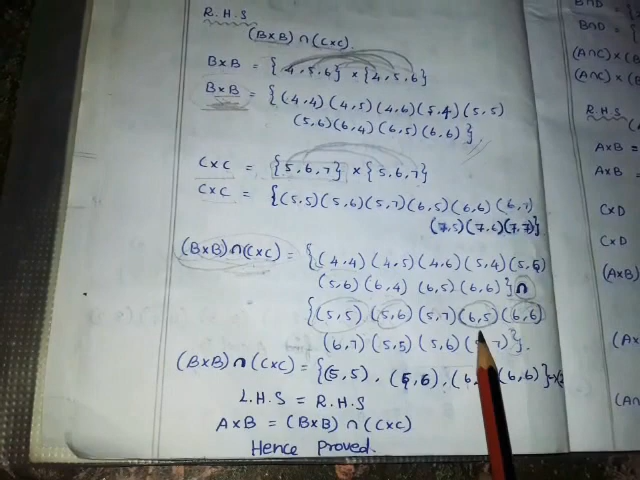 R.H.S
(B×B) ∩ (C×C).
B×B = {4,5,6} × {4,5,6}
B×B = {(4,4) (4,5) (4,6) (5,4) (5,5)
(5,6) (6,4) (6,5) (6,6)}
C×C = {5,6,7} × {5,6,7}
C×C = {(5,5) (5,6) (5,7) (6,5) (6,6) (6,7)
(7,5) (7,6) (7,7)}
(B×B) ∩ (C×C) = {(4,4) (4,5) (4,6) (5,4) (5,5)
(5,6) (6,4) (6,5) (6,6)} ∩
{(5,5) (5,6) (5,7) (6,5) (6,6)
(6,7) (5,5) (5,6) 7)}.
(B×B) ∩ (C×C) = {(5,5), (5,6), (6, (6,6)}
L.H.S = R.H.S
A×B = (B×B) ∩ (C×C)
Hence Proved.
B∩D =
B∩D = {
(A∩C) × (B
(A∩C) × (B
R.H.S
A×B =
A×B =
C×D
C×D
(A×B)
(A×
(A∩